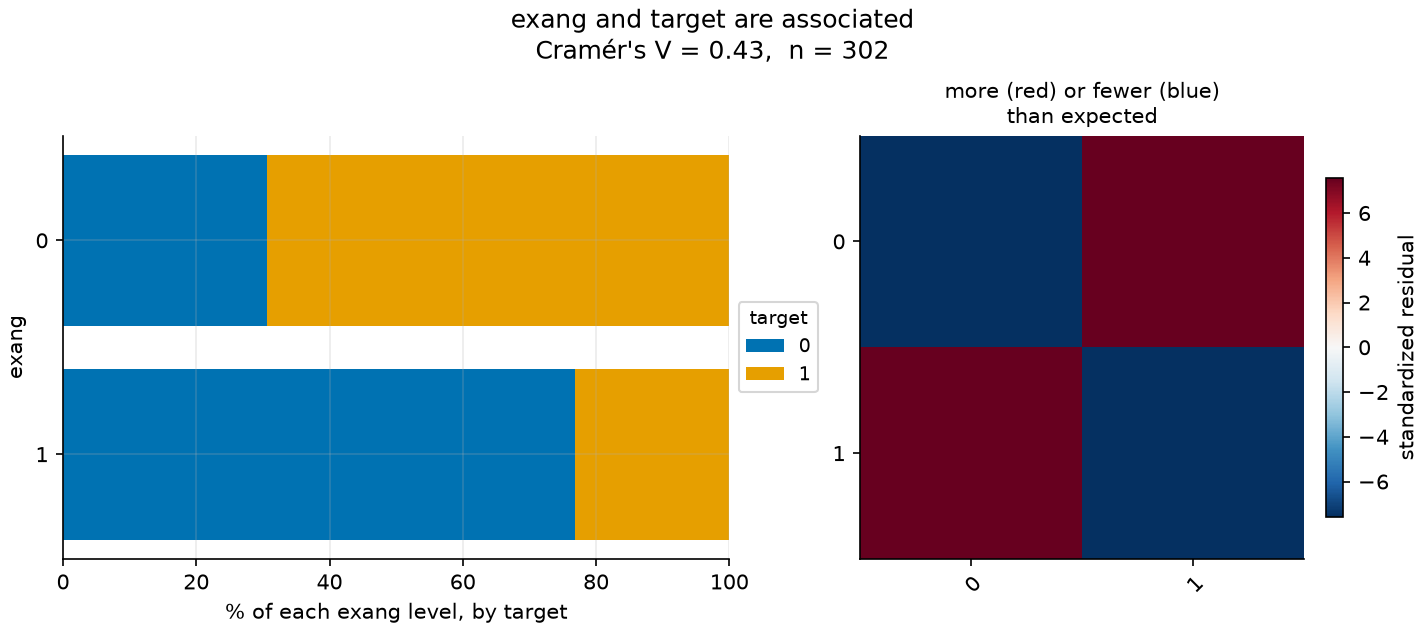 exang and target are associated
Cramér's V = 0.43,  n = 302
more (red) or fewer (blue)
than expected
exang
0
1
0 20 40 60 80 100
% of each exang level, by target
target
0
1
0
1
0 1
6
4
2
0
−2
−4
−6
standardized residual